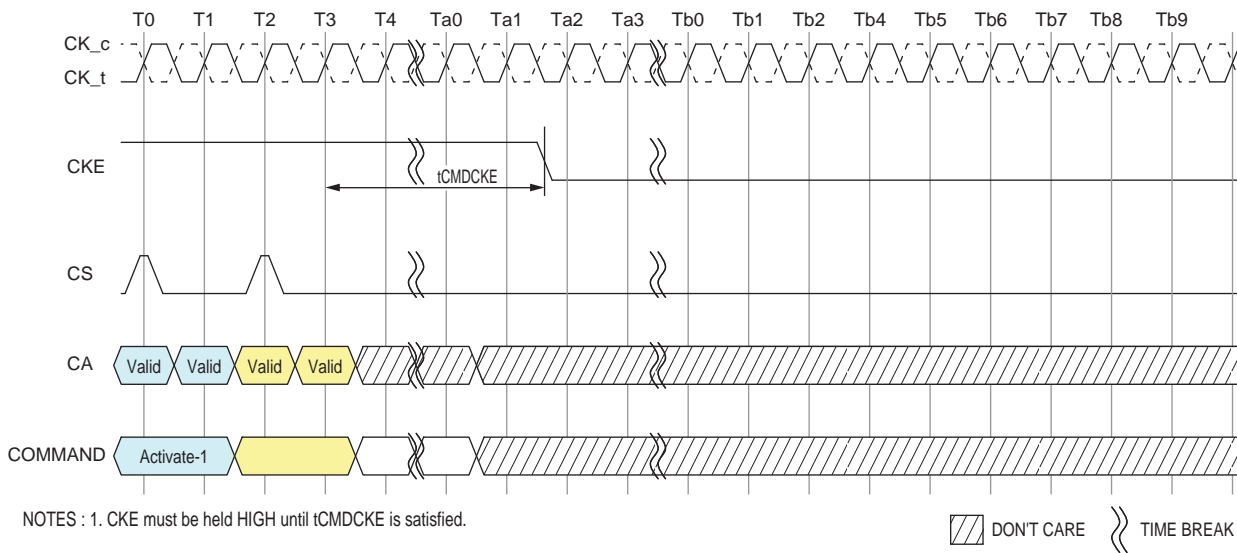 T0 T1 T2 T3 T4 Ta0 Ta1 Ta2 Ta3 Tb0 Tb1 Tb2 Tb4 Tb5 Tb6 Tb7 Tb8 Tb9
CK_c
CK_t
CKE
tCMDCKE
CS
CA Valid Valid Valid Valid
COMMAND Activate-1
NOTES : 1. CKE must be held HIGH until tCMDCKE is satisfied.
DON'T CARE TIME BREAK